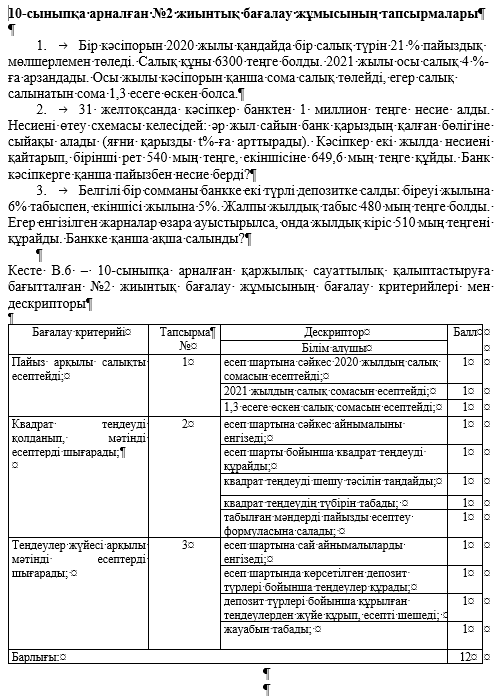 10-сыныпқа арналған №2 жиынтық бағалау жұмысының тапсырмалары
1. Бір кәсіпорын 2020 жылы қандайда бір салық түрін 21 % пайыздық
мөлшерлемен төледі. Салық құны 6300 теңге болды. 2021 жылы осы салық 4 %-
ға арзандады. Осы жылы кәсіпорын қанша сома салық төлейді, егер салық
салынатын сома 1,3 есеге өскен болса.
2. 31 желтоқсанда кәсіпкер банктен 1 миллион теңге несие алды.
Несиені өтеу схемасы келесідей: әр жыл сайын банк қарыздың қалған бөлігіне
сыйақы алады (яғни қарызды t%-ға арттырады). Кәсіпкер екі жылда несиені
қайтарып, бірінші рет 540 мың теңге, екіншісіне 649,6 мың теңге құйды. Банк
кәсіпкерге қанша пайызбен несие берді?
3. Белгілі бір сомманы банкке екі түрлі депозитке салды: біреуі жылына
6% табыспен, екіншісі жылына 5%. Жалпы жылдық табыс 480 мың теңге болды.
Егер енгізілген жарналар өзара ауыстырылса, онда жылдық кіріс 510 мың теңгені
құрайды. Банкке қанша ақша салынды?
Кесте В.6 – 10-сыныпқа арналған қаржылық сауаттылық қалыптастыруға
бағытталған №2 жиынтық бағалау жұмысының бағалау критерийлері мен
дескрипторы
Бағалау критерийі Тапсырма Дескриптор Балл
№ Білім алушы
Пайыз арқылы салықты 1 есеп шартына сәйкес 2020 жылдың салық 1
есептейді; сомасын есептейді;
2021 жылдың салық сомасын есептейді; 1
1,3 есеге өскен салық сомасын есептейді; 1
Квадрат теңдеуді 2 есеп шартына сәйкес айнымалыны 1
қолданып, мәтінді енгізеді;
есептерді шығарады; есеп шарты бойынша квадрат теңдеуді 1
құрайды;
квадрат теңдеуді шешу тәсілін таңдайды; 1
квадрат теңдеудің түбірін табады; 1
табылған мәндерді пайызды есептеу 1
формуласына салады;
Теңдеулер жүйесі арқылы 3 есеп шартына сай айнымалыларды 1
мәтінді есептерді енгізеді;
шығарады; есеп шартында көрсетілген депозит 1
түрлері бойынша теңдеулер құрады;
депозит түрлері бойынша құрылған 1
теңдеулерден жүйе құрып, есепті шешеді;
жауабын табады; 1
Барлығы: 12